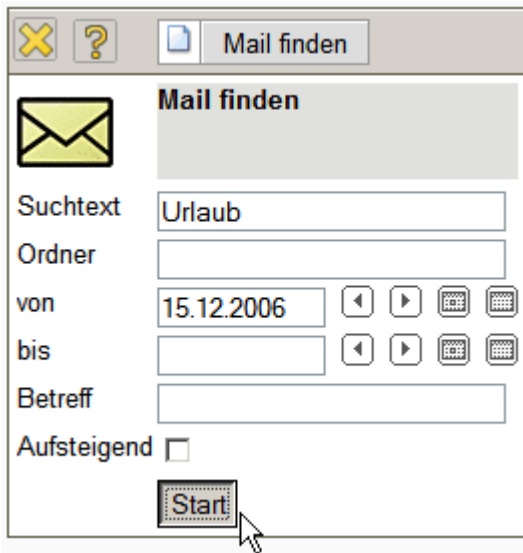 Mail finden
Mail finden
Suchtext Urlaub
Ordner
von 15.12.2006
bis
Betreff
Aufsteigend
Start